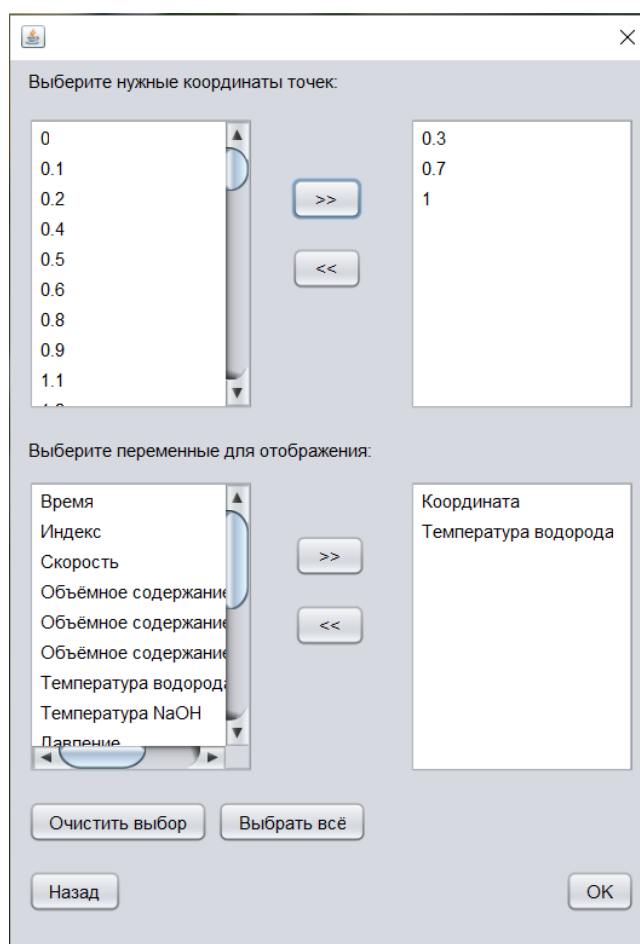 Выберите нужные координаты точек:
0
0.1
0.2
0.4
0.5
0.6
0.8
0.9
1.1
>>
<<
0.3
0.7
1
Выберите переменные для отображения:
Время
Индекс
Скорость
Объёмное содержание
Объёмное содержание
Объёмное содержание
Температура водорода
Температура NaOH
Давление
>>
<<
Координата
Температура водорода
Очистить выбор
Выбрать всё
Назад
OK